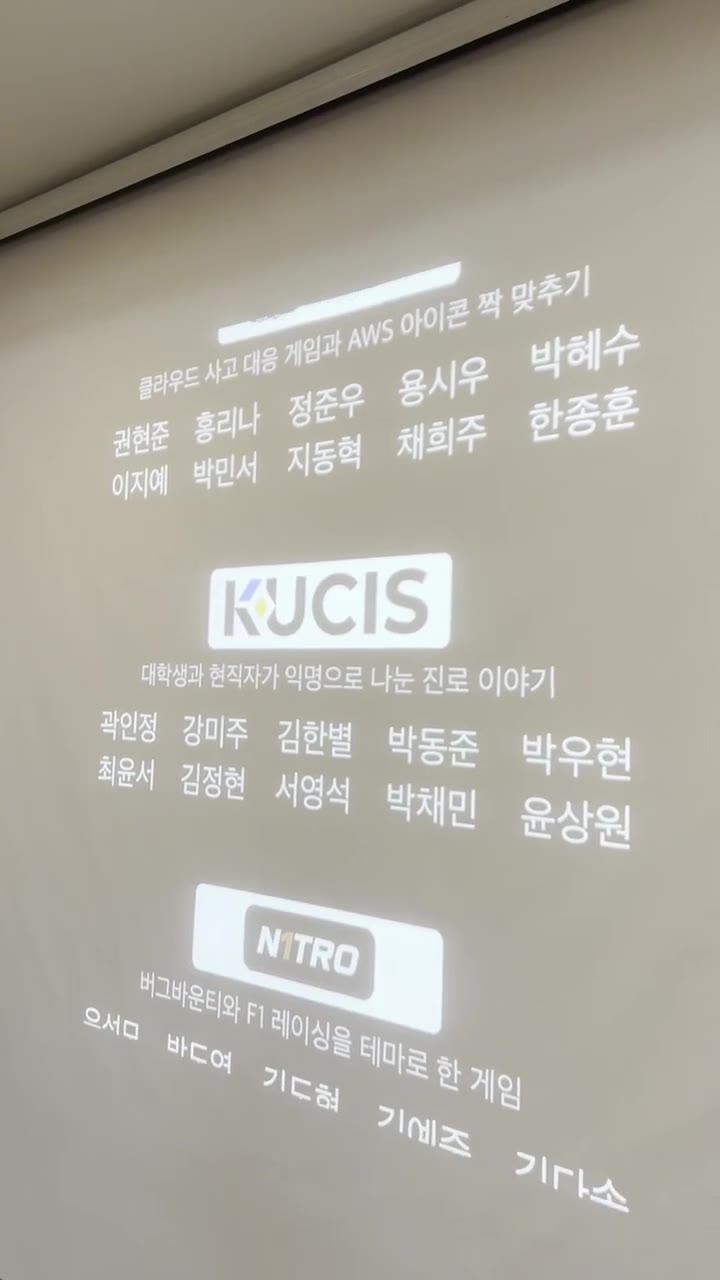 클라우드 사고 대응 게임과 AWS 아이콘 짝 맞추기
권현준 홍리나 정준우 용시우 박혜수
이지예 박민서 지동혁 채희주 한종훈
KUCIS
대학생과 현직자가 익명으로 나눈 진로 이야기
곽인정 강미주 김한별 박동준 박우현
최윤서 김정현 서영석 박채민 윤상원
N1TRO
버그바운티와 F1 레이싱을 테마로 한 게임